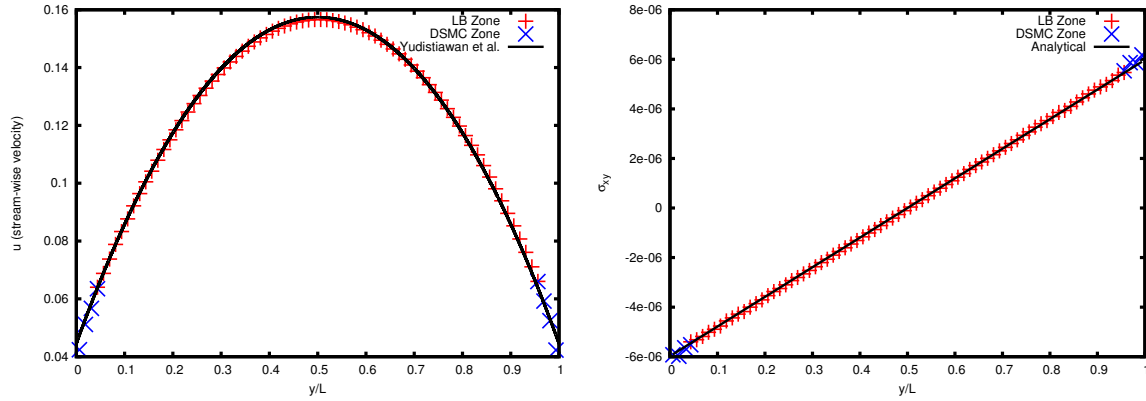 0.16
0.14
0.12
0.1
0.08
0.06
0.04
0
0.1
0.2
0.3
0.4
0.5
0.6
0.7
0.8
0.9
1
u (stream-wise velocity)
y/L
LB Zone
DSMC Zone
Yudistiawan et al.
8e-06
6e-06
4e-06
2e-06
0
-2e-06
-4e-06
-6e-06
0
0.1
0.2
0.3
0.4
0.5
0.6
0.7
0.8
0.9
1
σxy
y/L
LB Zone
DSMC Zone
Analytical